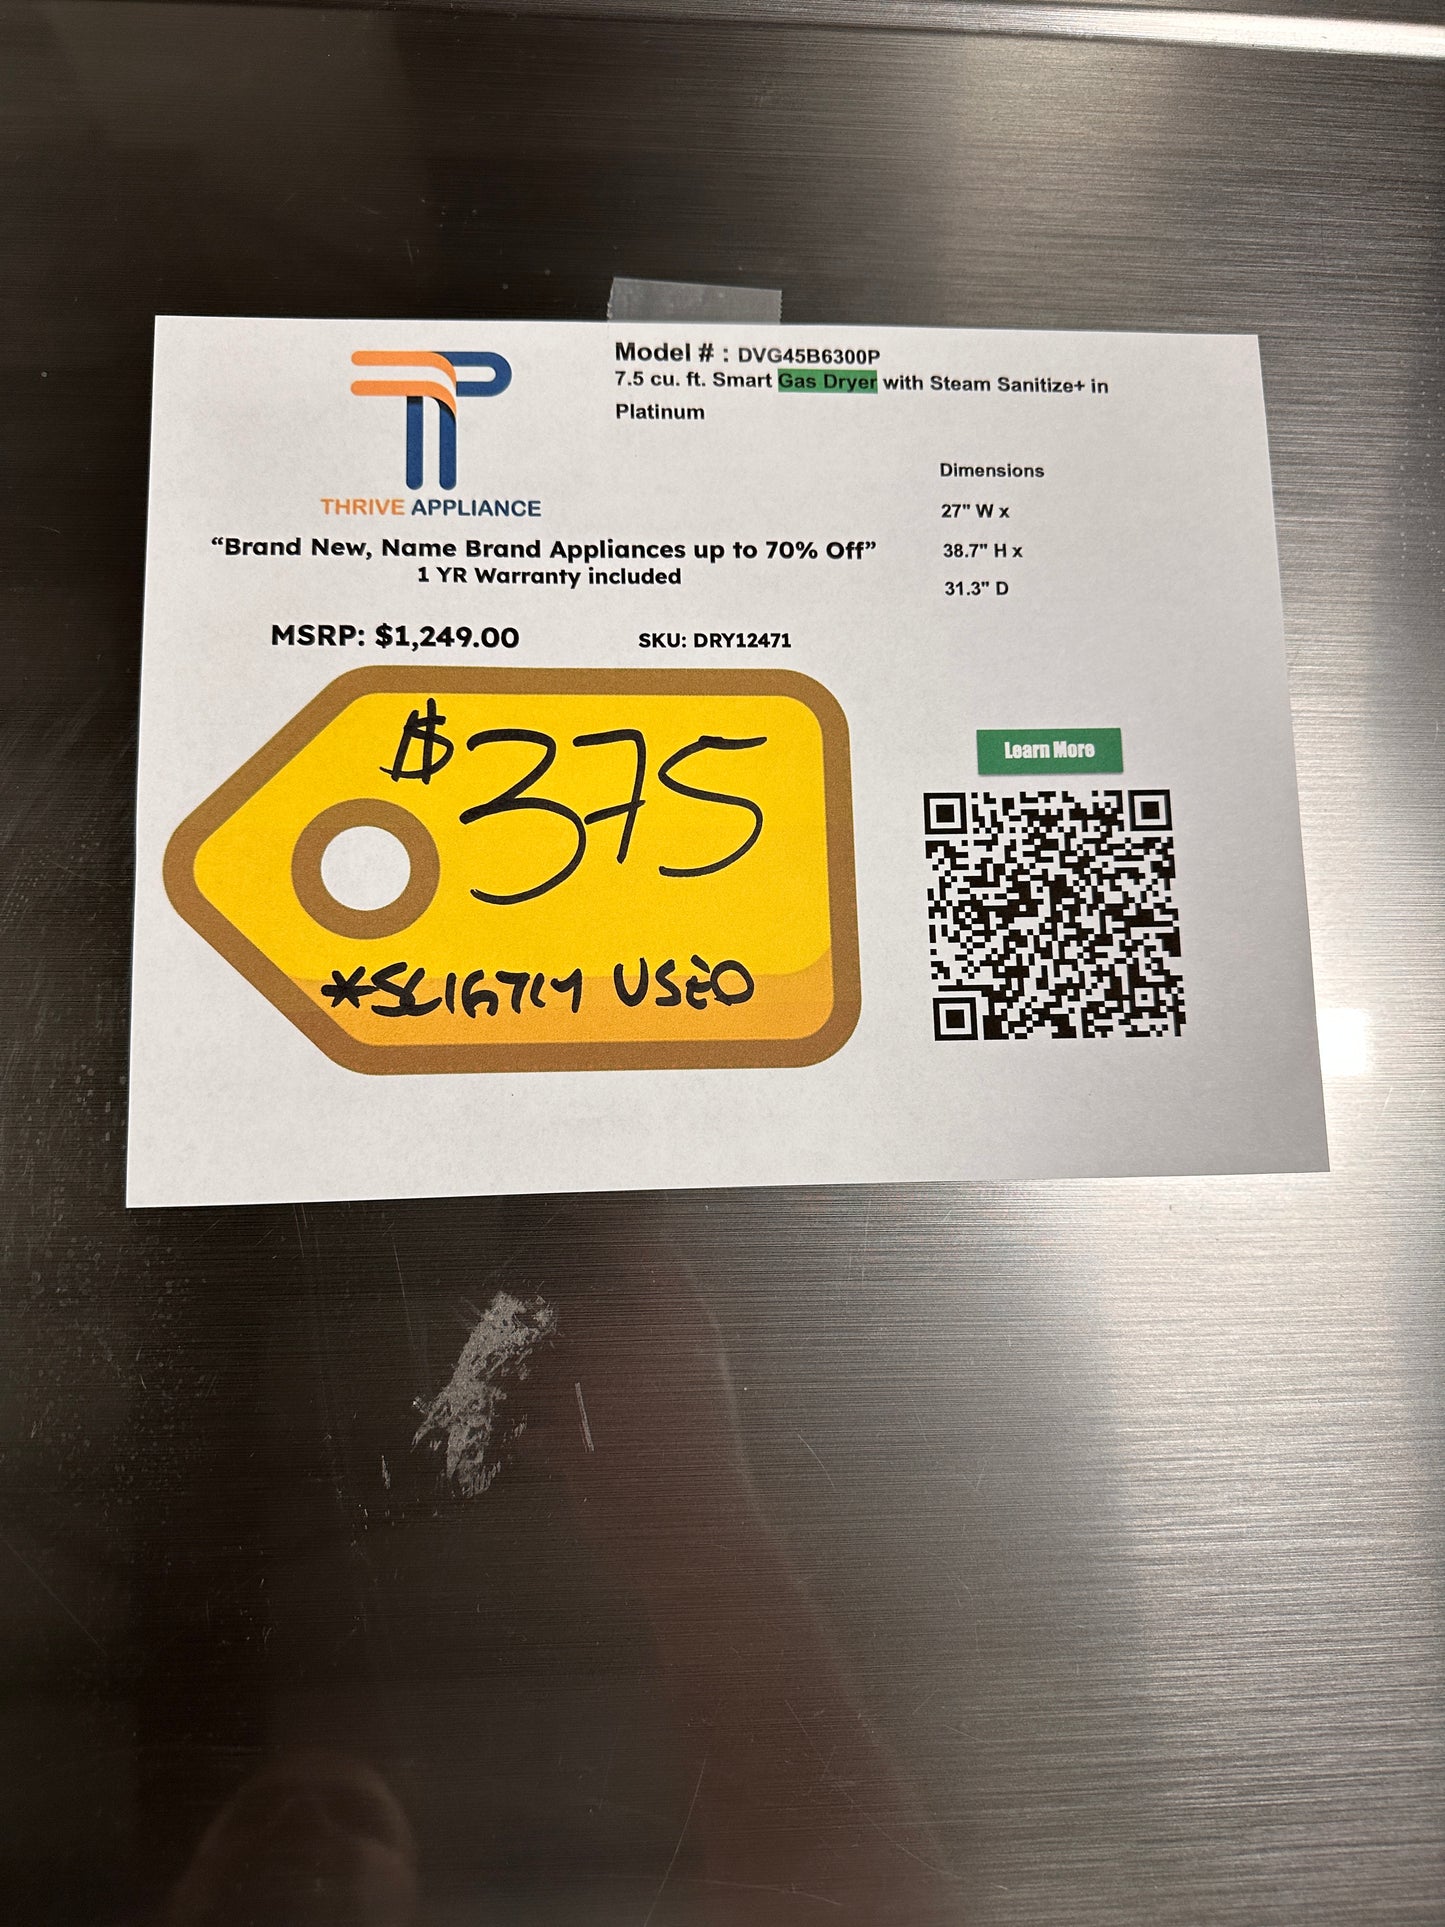 Model # : DVG45B6300P
7.5 cu. ft. Smart Gas Dryer with Steam Sanitize+ in
Platinum
THRIVE APPLIANCE
"Brand New, Name Brand Appliances up to 70% Off"
1 YR Warranty included
Dimensions
27" W x
38.7" H x
31.3" D
MSRP: $1,249.00
SKU: DRY12471
$375
*SLIGTLY USED
Learn More